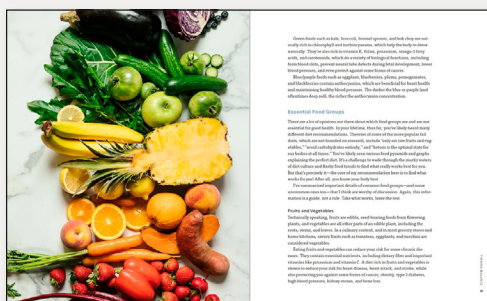 Green foods such as kale, broccoli, brussel sprouts, and bok choy are nat-
urally rich in chlorophyll and isothiocyanates, which help the body to detox
naturally. They're also rich in vitamin K, folate, potassium, omega-3 fatty
acids, and carotenoids, which do a variety of biological functions, including
treat blood clots, prevent neural tube defects during fetal development, lower
blood pressure, and even protect against some forms of cancer.
Blue/purple foods such as eggplant, blueberries, plums, pomegranates,
and blackberries contain anthocyanins, which are beneficial for heart health
and maintaining healthy blood pressure. The darker the blue or purple (and
oftentimes deep red), the richer the anthocyanin concentration.
Essential Food Groups
There are a lot of opinions out there about which food groups are and are not
essential for good health. In your lifetime, thus far, you've likely heard many
different diet recommendations. Theories of some of the more popular fad
diets, which are not founded on research, include "only eat raw fruits and veg-
etables," "avoid carbohydrates entirely," and "ketosis is the optimal state for
our bodies at all times." You've likely seen various food pyramids and graphs
explaining the perfect diet. It's a challenge to wade through the murky waters
of diet culture and flashy food trends to find what really works best for you.
But that's precisely it—the core of my recommendation here is to find what
works for you! After all, you know your body best.
I've summarized important details of common food groups—and some
uncommon ones too—that I think are worthy of discussion. Again, this infor-
mation is a guide, not a rule. Take what works, leave the rest.
Fruits and Vegetables
Technically speaking, fruits are edible, seed-bearing foods from flowering
plants, and vegetables are all other parts of an edible plant, including the
roots, stems, and leaves. In a culinary context, and in most grocery stores and
home kitchens, savory fruits such as tomatoes, eggplants, and zucchini are
considered vegetables.
Eating fruits and vegetables can reduce your risk for some chronic dis-
eases. They contain essential nutrients, including dietary fiber and important
vitamins like potassium and vitamin C. A diet rich in fruits and vegetables is
shown to reduce your risk for heart disease, heart attack, and stroke, while
also protecting you against some forms of cancer, obesity, type 2 diabetes,
high blood pressure, kidney stones, and bone loss.